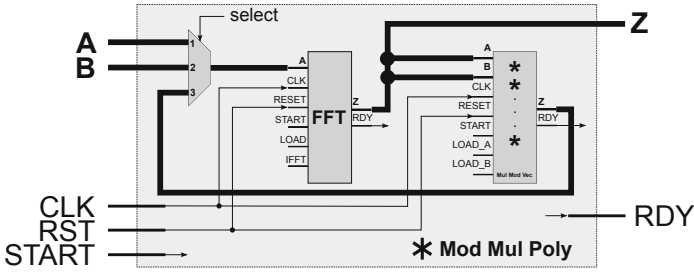 select
A
B
Z
1
2
3
A
CLK
RESET
START
LOAD
IFFT
FFT
Z
RDY
A
B
CLK
RESET
START
LOAD_A
LOAD_B
*
*
.
.
.
*
Z
RDY
Mul Mod Vec
CLK
RST
START
RDY
* Mod Mul Poly